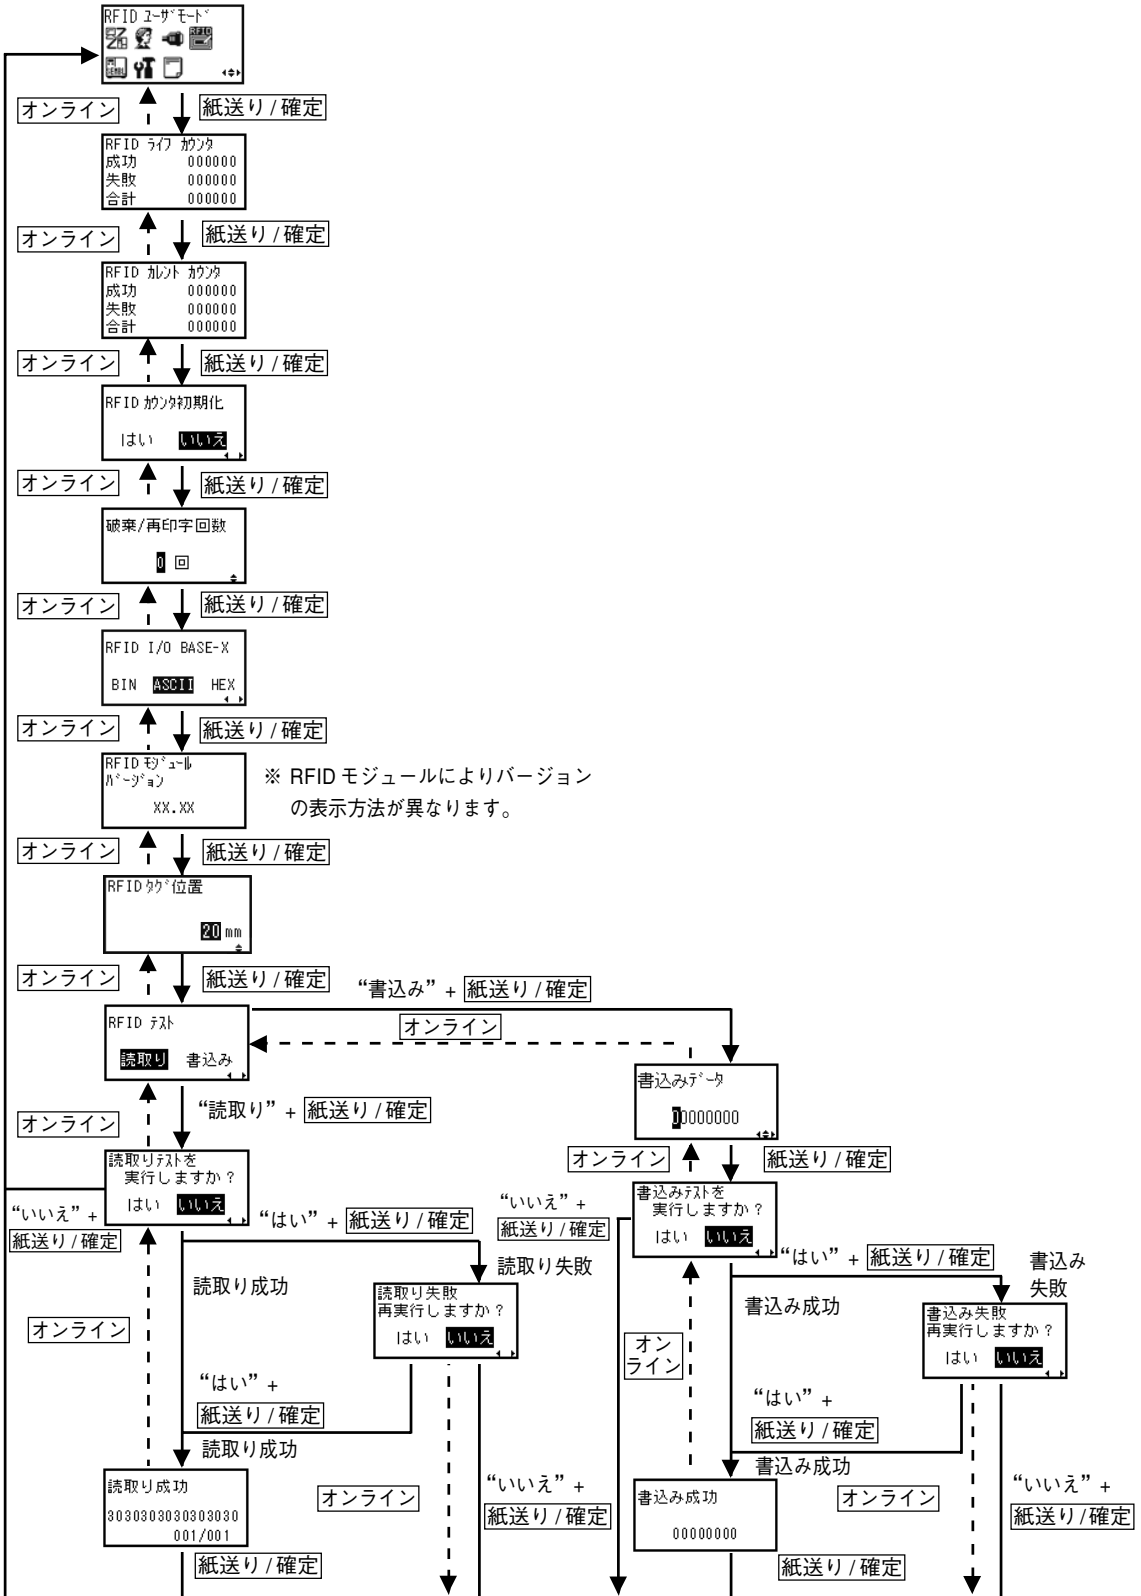 RFID ﾕｰｻﾞﾓｰﾄﾞ
RFID
オンライン
紙送り / 確定
RFID ﾗｲﾌ ｶｳﾝﾀ
成功 000000
失敗 000000
合計 000000
オンライン
紙送り / 確定
RFID ｶﾚﾝﾄ ｶｳﾝﾀ
成功 000000
失敗 000000
合計 000000
オンライン
紙送り / 確定
RFID ｶｳﾝﾀ初期化
はい いいえ
オンライン
紙送り / 確定
破棄/再印字回数
0 回
オンライン
紙送り / 確定
RFID I/O BASE-X
BIN ASCII HEX
オンライン
紙送り / 確定
RFID ﾓｼﾞｭｰﾙ
ﾊﾞｰｼﾞｮﾝ
XX.XX
※ RFID モジュールによりバージョン
の表示方法が異なります。
オンライン
紙送り / 確定
RFID ﾀｸﾞ位置
20 mm
オンライン
紙送り / 確定
“書込み” + 紙送り / 確定
オンライン
RFID ﾃｽﾄ
読取り 書込み
書込みﾃﾞｰﾀ
00000000
オンライン
“読取り” + 紙送り / 確定
オンライン
紙送り / 確定
読取りﾃｽﾄを
実行しますか？
はい いいえ
“いいえ” +
紙送り / 確定
“はい” + 紙送り / 確定
“いいえ” +
紙送り / 確定
書込みﾃｽﾄを
実行しますか？
はい いいえ
“はい” + 紙送り / 確定
読取り成功
読取り失敗
読取り失敗
再実行しますか？
はい いいえ
書込み成功
書込み
失敗
書込み失敗
再実行しますか？
はい いいえ
オンライン
オン
ライン
“はい” +
紙送り / 確定
読取り成功
“はい” +
紙送り / 確定
書込み成功
読取り成功
3030303030303030
001/001
オンライン
“いいえ” +
紙送り / 確定
書込み成功
00000000
オンライン
“いいえ” +
紙送り / 確定
紙送り / 確定
紙送り / 確定